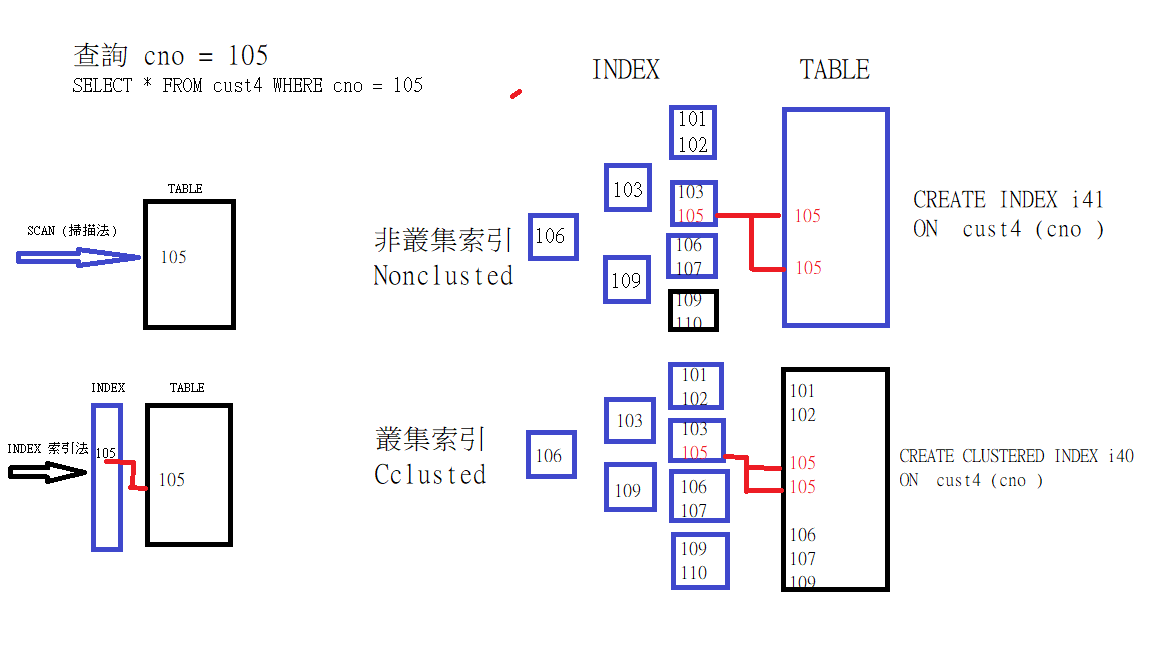 查詢 cno = 105
SELECT * FROM cust4 WHERE cno = 105
TABLE
SCAN (掃描法)
105
INDEX
TABLE
INDEX 索引法
105
105
INDEX
TABLE
非叢集索引
Nonclusted
106
103
109
101
102
103
105
106
107
109
110
105
105
CREATE INDEX i41
ON cust4 (cno )
叢集索引
Cclusted
106
103
109
101
102
103
105
106
107
109
110
101
102
105
105
106
107
109
CREATE CLUSTERED INDEX i40
ON cust4 (cno )